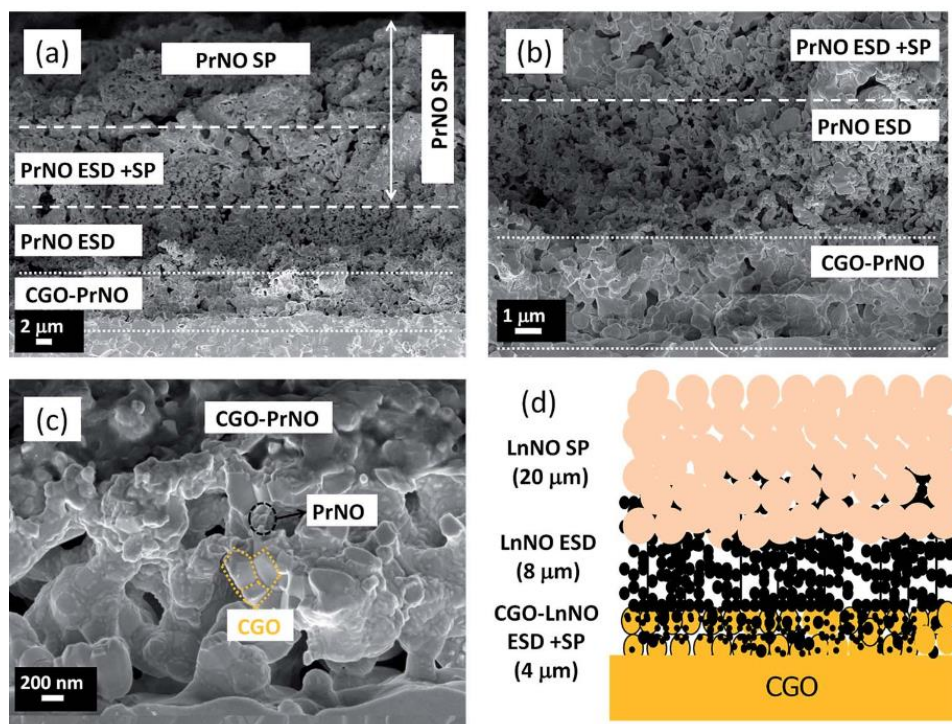 (a)
PrNO SP
PrNO SP
PrNO ESD +SP
PrNO ESD
CGO-PrNO
2 μm
(b)
PrNO ESD +SP
PrNO ESD
CGO-PrNO
1 μm
(c)
CGO-PrNO
PrNO
CGO
200 nm
(d)
LnNO SP
(20 μm)
LnNO ESD
(8 μm)
CGO-LnNO
ESD +SP
(4 μm)
CGO